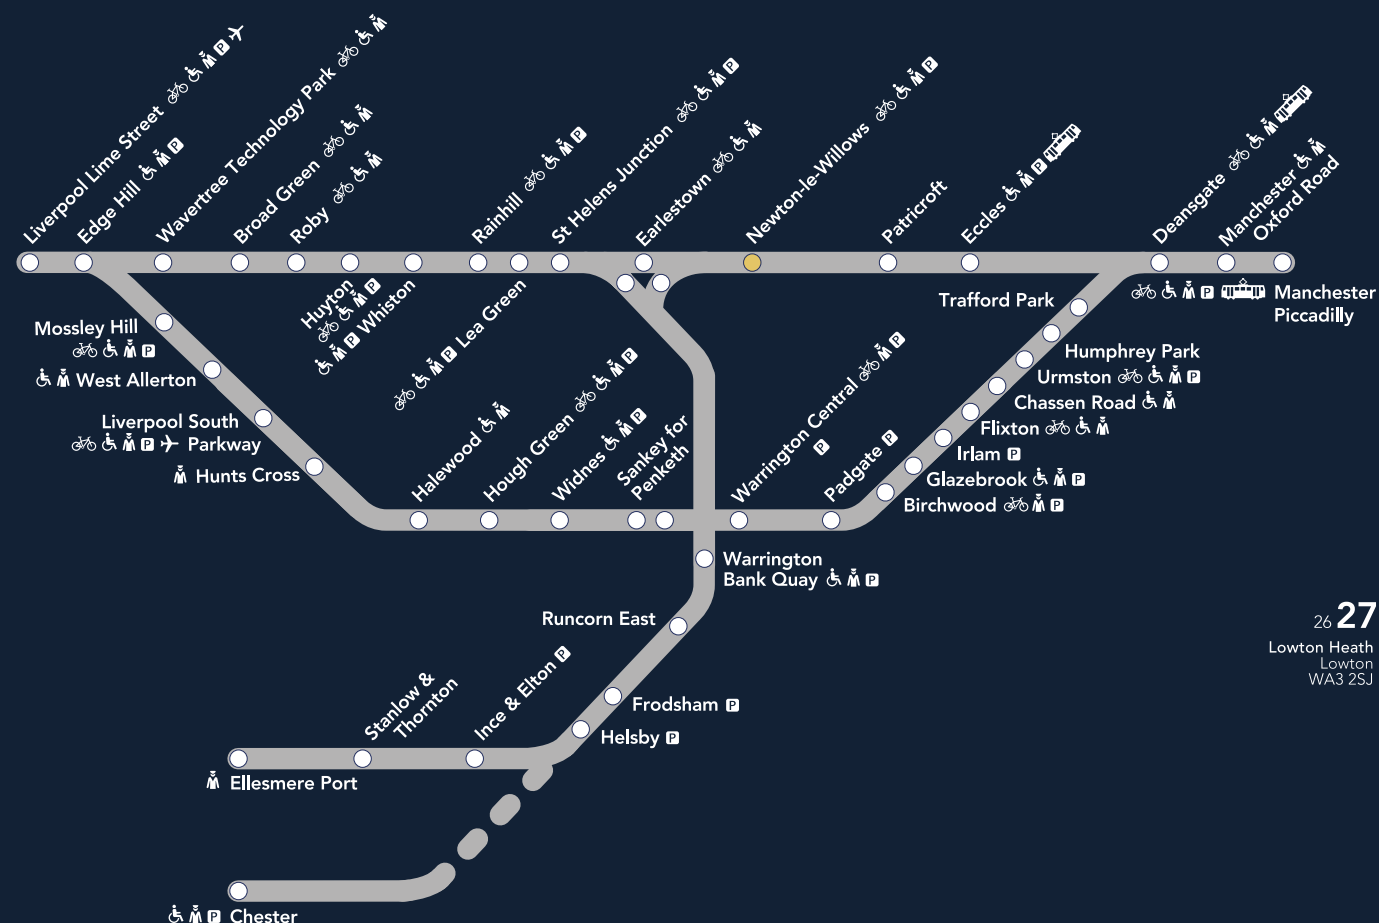 Liverpool Lime Street P
Edge Hill P
Wavertree Technology Park
Broad Green
Roby
Huyton
P
Whiston P
Rainhill P
Lea Green P
St Helens Junction P
Earlestown
Newton-le-Willows P
Patricroft
Eccles P
Deansgate
Manchester
Oxford Road
P
Manchester
Piccadilly
Mossley Hill
P
West Allerton
Liverpool South
P Parkway
Hunts Cross
Halewood
Hough Green P
Widnes P
Sankey for
Penketh
Warrington Central P
P
Padgate P
Trafford Park
Humphrey Park
Urmston P
Chassen Road
Flixton
Irlam P
Glazebrook P
Birchwood P
Warrington
Bank Quay P
Runcorn East
Frodsham P
Helsby P
Ince & Elton P
Stanlow &
Thornton
Ellesmere Port
P Chester
26 27
Lowton Heath
Lowton
WA3 2SJ